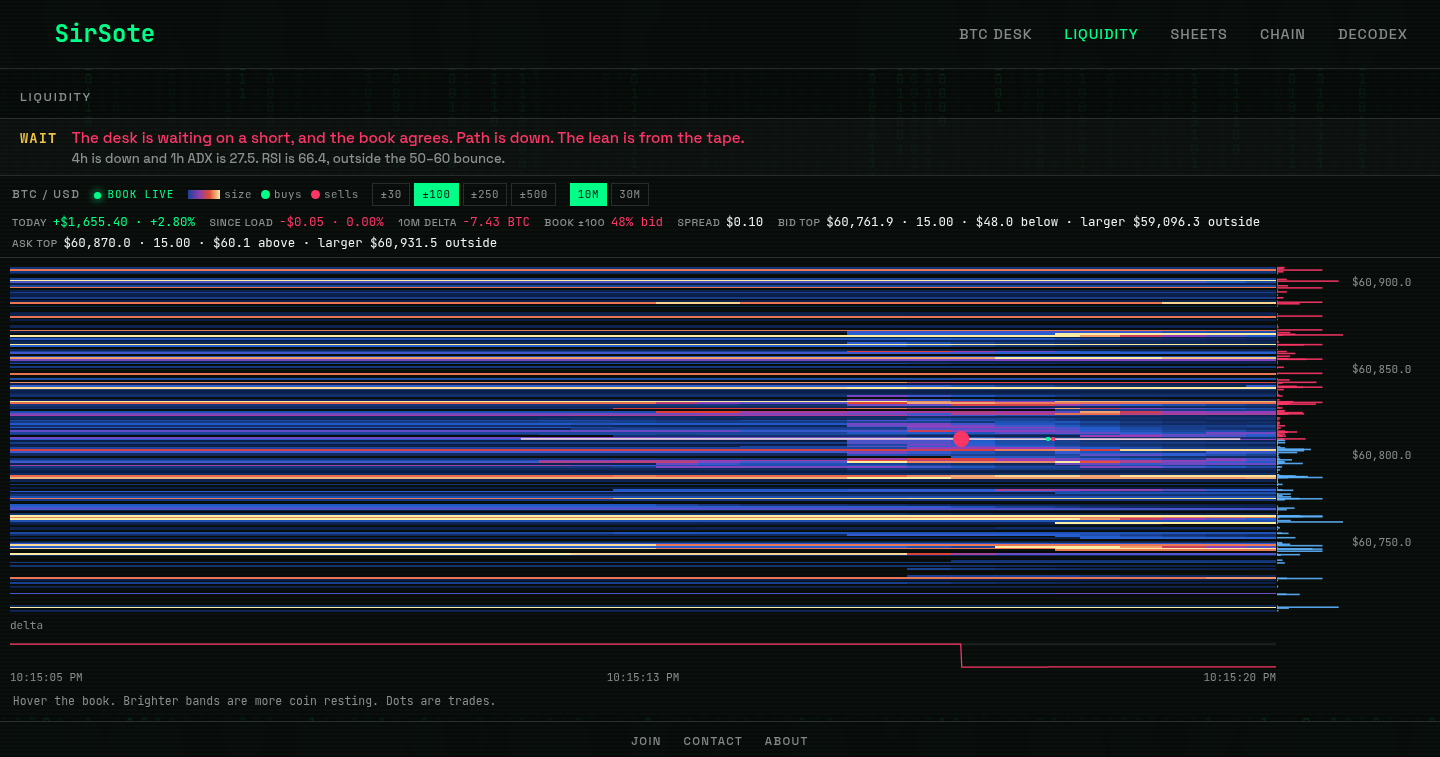 SirSote
BTC DESK LIQUIDITY SHEETS CHAIN DECODEX
LIQUIDITY
WAIT The desk is waiting on a short, and the book agrees. Path is down. The lean is from the tape.
4h is down and 1h ADX is 27.5. RSI is 66.4, outside the 50–60 bounce.
BTC / USD BOOK LIVE size buys sells ±30 ±100 ±250 ±500 10M 30M
TODAY +$1,655.40 · +2.80% SINCE LOAD -$0.05 · 0.00% 10M DELTA -7.43 BTC BOOK ±100 48% bid SPREAD $0.10 BID TOP $60,761.9 · 15.00 · $48.0 below · larger $59,096.3 outside
ASK TOP $60,870.0 · 15.00 · $60.1 above · larger $60,931.5 outside
$60,900.0
$60,850.0
$60,800.0
$60,750.0
delta
10:15:05 PM 10:15:13 PM 10:15:20 PM
Hover the book. Brighter bands are more coin resting. Dots are trades.
JOIN CONTACT ABOUT